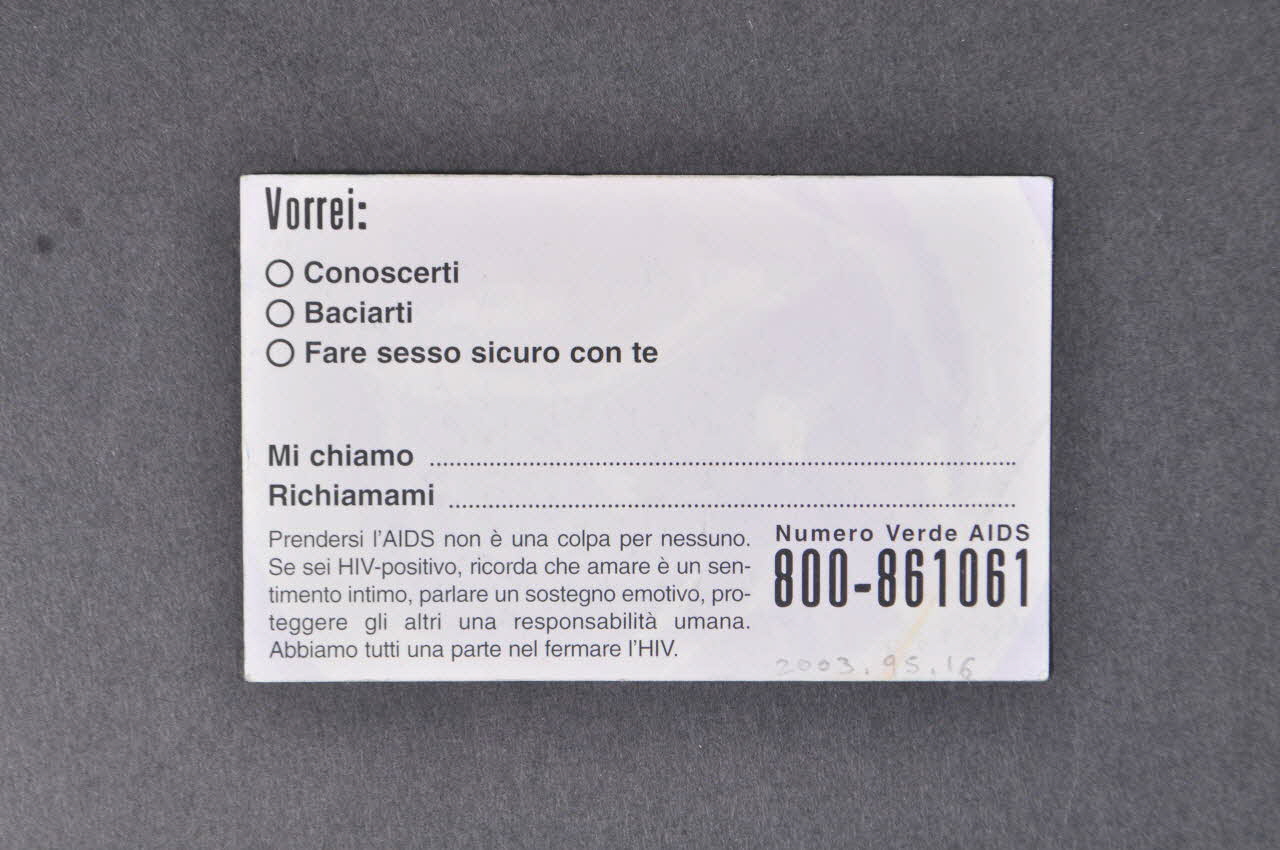 Vorrei:
Conoscerti
Baciarti
Fare sesso sicuro con te
Mi chiamo
Richiamami
Prendersi l'AIDS non è una colpa per nessuno.
Se sei HIV-positivo, ricorda che amare è un sen-
timento intimo, parlare un sostegno emotivo, pro-
teggere gli altri una responsabilità umana.
Abbiamo tutti una parte nel fermare l'HIV.
Numero Verde AIDS
800-861061
2003.95.16